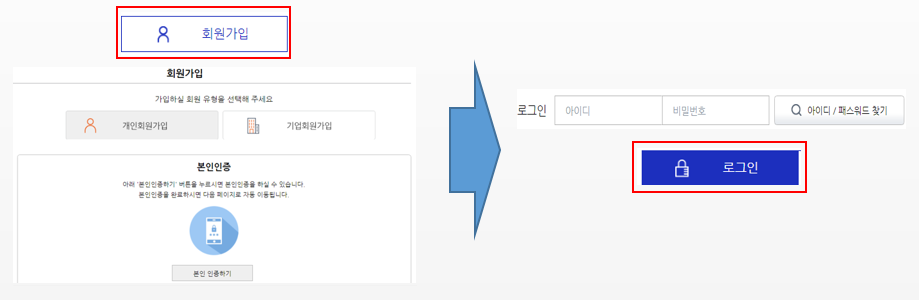 회원가입
회원가입
가입하실 회원 유형을 선택해 주세요
개인회원가입
기업회원가입
본인인증
아래 '본인인증하기' 버튼을 누르시면 본인인증을 하실 수 있습니다.
본인인증을 완료하시면 다음 페이지로 자동 이동됩니다.
본인 인증하기
로그인
아이디
비밀번호
아이디 / 패스워드 찾기
로그인